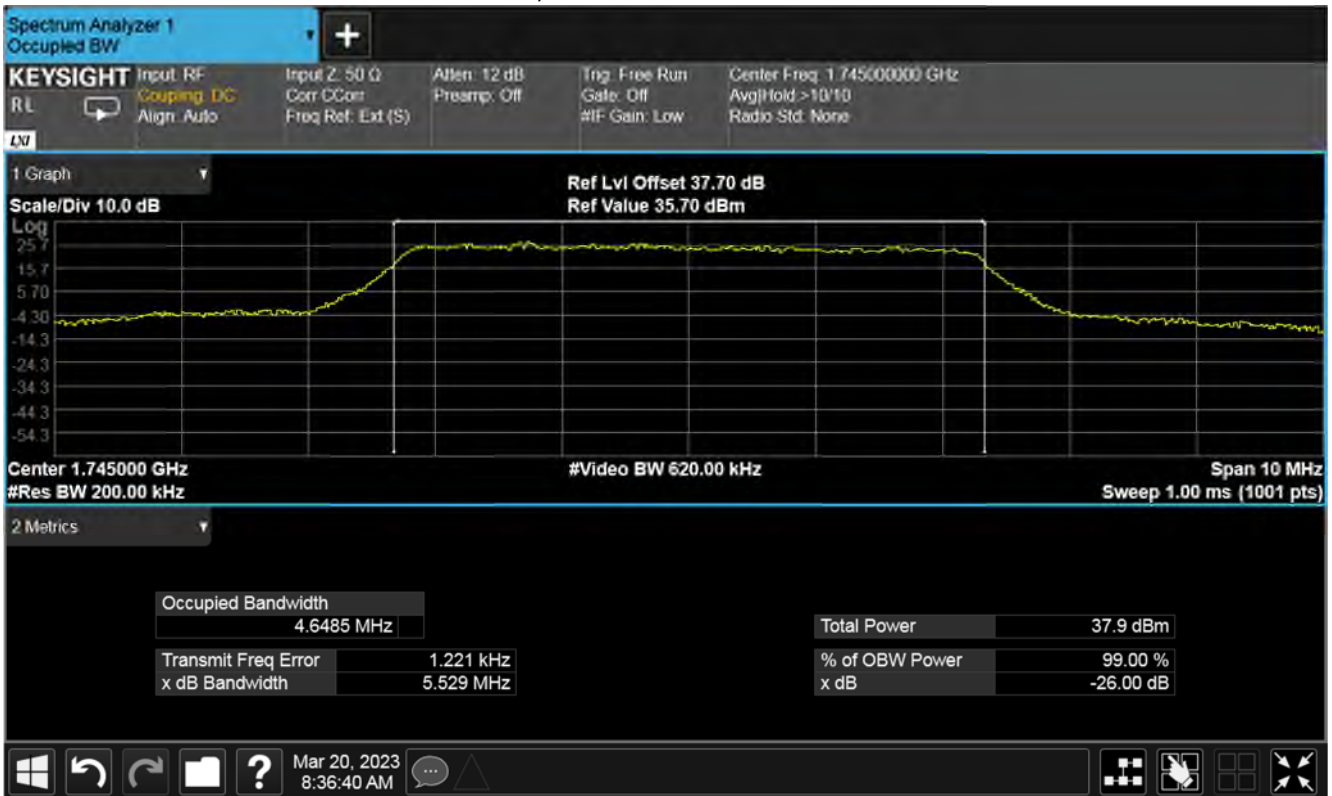 Spectrum Analyzer 1
Occupied BW
+
KEYSIGHT
RL
LXI
Input: RF
Coupling: DC
Align: Auto
Input Z: 50 Ω
Corr CCorr
Freq Ref: Ext (S)
Atten: 12 dB
Preamp: Off
Trig: Free Run
Gate: Off
#IF Gain: Low
Center Freq: 1.745000000 GHz
Avg|Hold:>10/10
Radio Std: None
1 Graph
Scale/Div 10.0 dB
Ref Lvl Offset 37.70 dB
Ref Value 35.70 dBm
Log
25.7
15.7
5.70
-4.30
-14.3
-24.3
-34.3
-44.3
-54.3
Center 1.745000 GHz
#Video BW 620.00 kHz
Span 10 MHz
#Res BW 200.00 kHz
Sweep 1.00 ms (1001 pts)
2 Metrics
Occupied Bandwidth
4.6485 MHz
Total Power 37.9 dBm
Transmit Freq Error 1.221 kHz
% of OBW Power 99.00 %
x dB Bandwidth 5.529 MHz
x dB -26.00 dB
?
Mar 20, 2023
8:36:40 AM